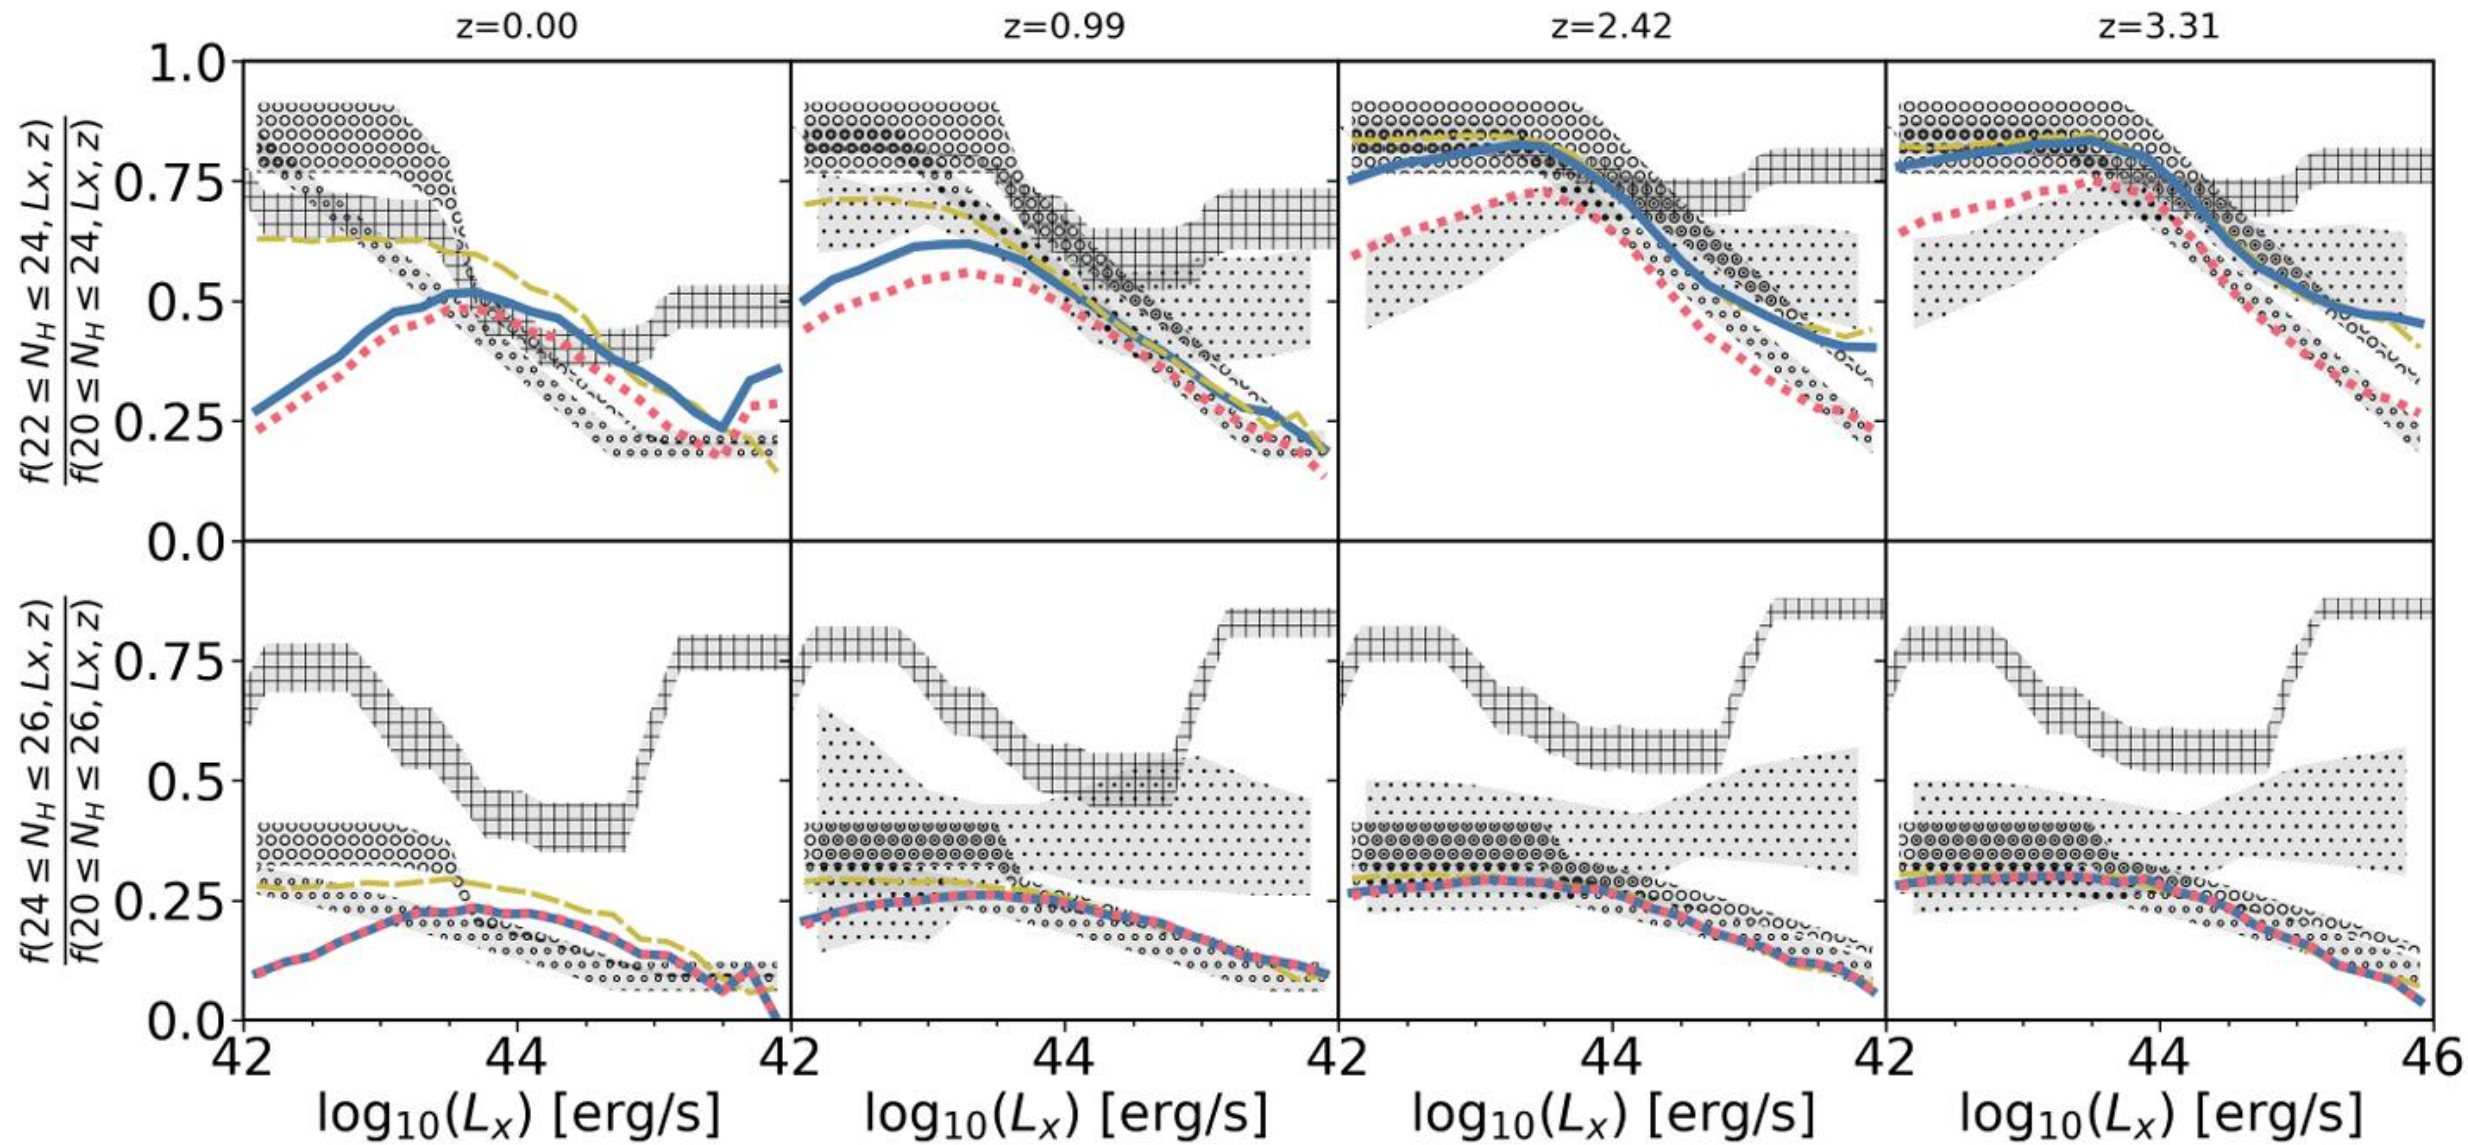 z=0.00 z=0.99 z=2.42 z=3.31
f(22 ≤ N_H ≤ 24, Lx, z)
f(20 ≤ N_H ≤ 24, Lx, z)
1.0
0.75
0.5
0.25
0.0
f(24 ≤ N_H ≤ 26, Lx, z)
f(20 ≤ N_H ≤ 26, Lx, z)
0.75
0.5
0.25
0.0
42 44 42 44 42 44 42 44 46
log₁₀(Lₓ) [erg/s] log₁₀(Lₓ) [erg/s] log₁₀(Lₓ) [erg/s] log₁₀(Lₓ) [erg/s]